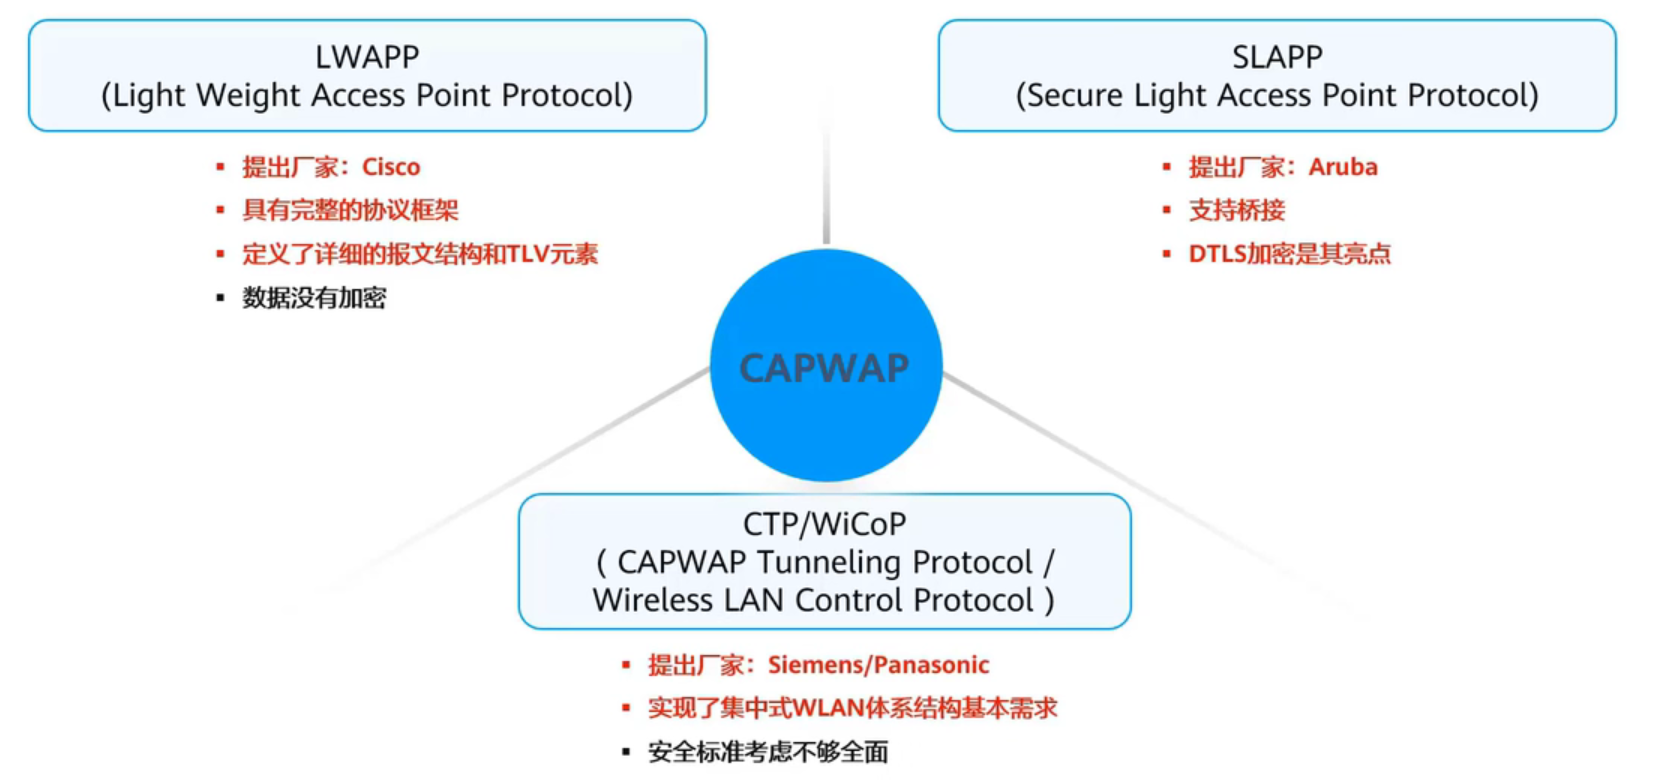 LWAPP
(Light Weight Access Point Protocol)
▪ 提出厂家：Cisco
▪ 具有完整的协议框架
▪ 定义了详细的报文结构和TLV元素
▪ 数据没有加密
SLAPP
(Secure Light Access Point Protocol)
▪ 提出厂家：Aruba
▪ 支持桥接
▪ DTLS加密是其亮点
CAPWAP
CTP/WiCoP
( CAPWAP Tunneling Protocol /
Wireless LAN Control Protocol )
▪ 提出厂家：Siemens/Panasonic
▪ 实现了集中式WLAN体系结构基本需求
▪ 安全标准考虑不够全面